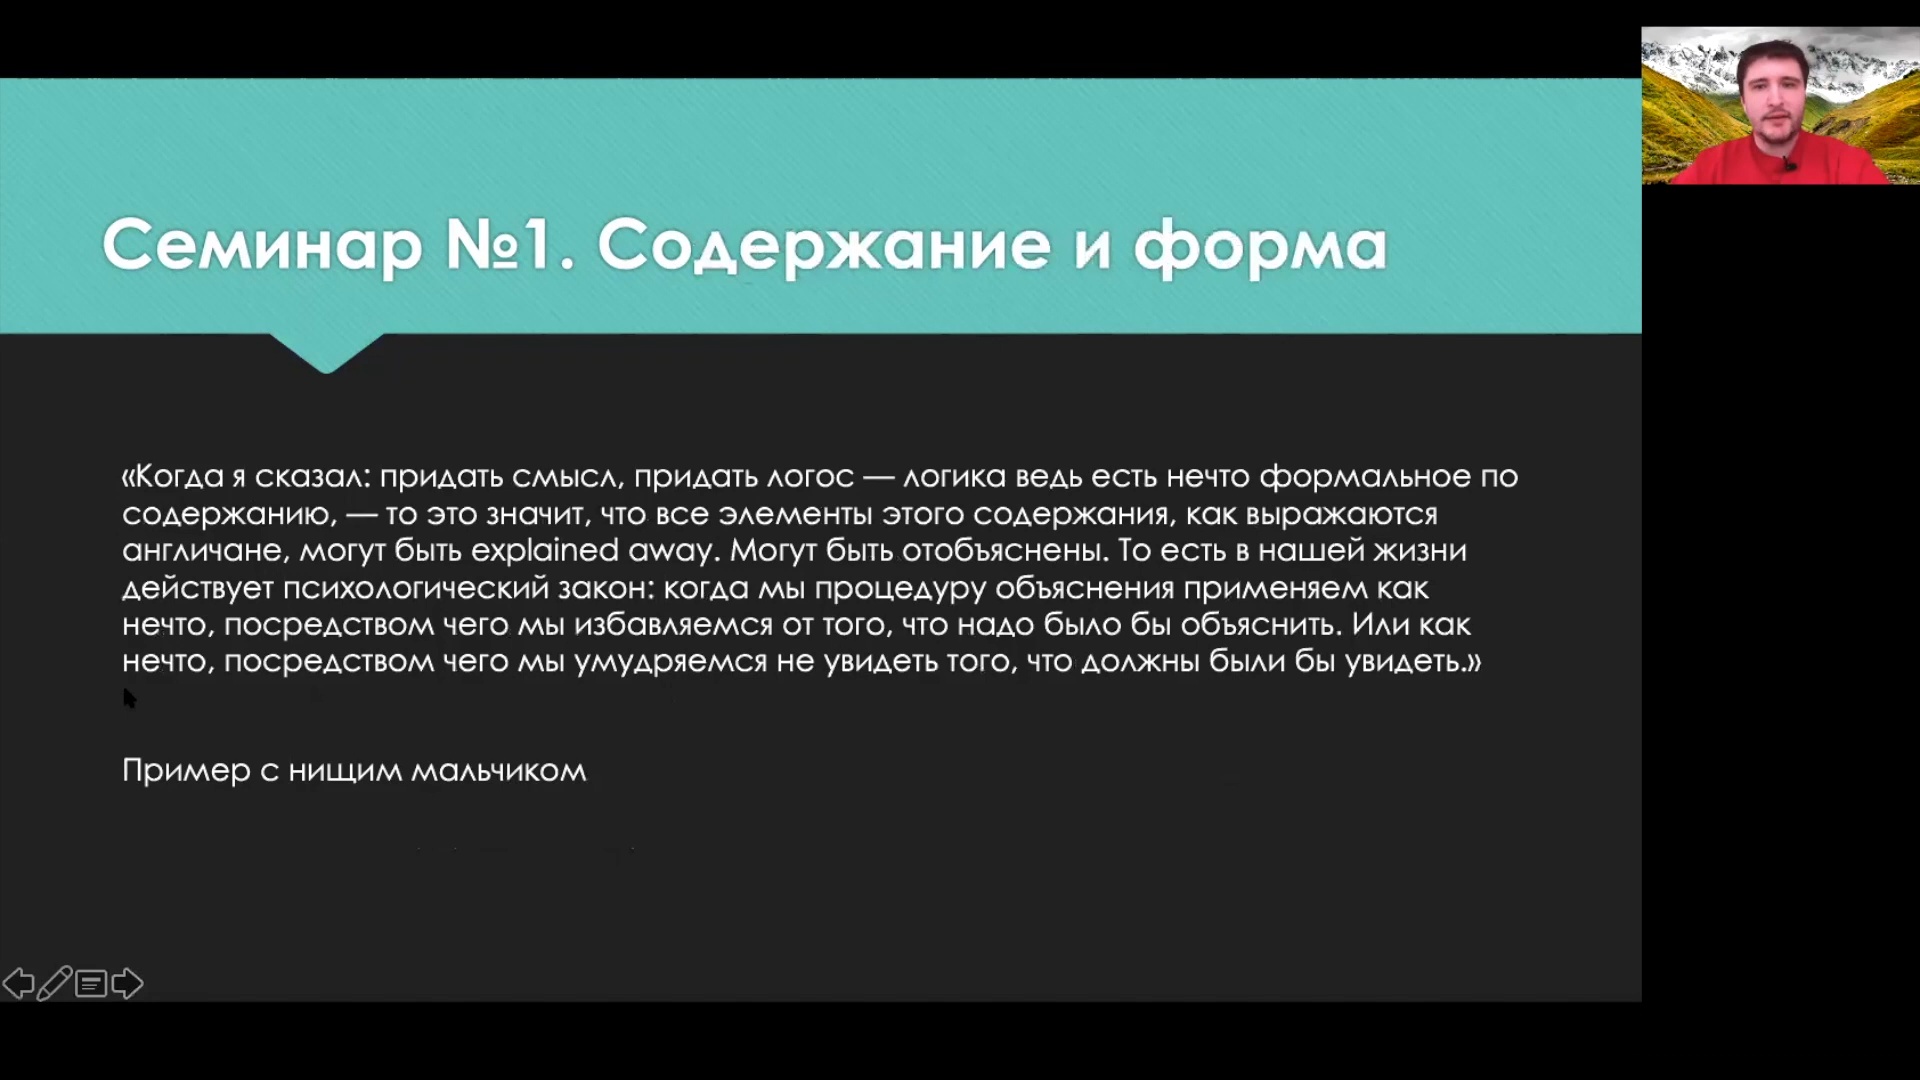 Семинар №1. Содержание и форма
«Когда я сказал: придать смысл, придать логос — логика ведь есть нечто формальное по
содержанию, — то это значит, что все элементы этого содержания, как выражаются
англичане, могут быть explained away. Могут быть отобъяснены. То есть в нашей жизни
действует психологический закон: когда мы процедуру объяснения применяем как
нечто, посредством чего мы избавляемся от того, что надо было бы объяснить. Или как
нечто, посредством чего мы умудряемся не увидеть того, что должны были бы увидеть.»
Пример с нищим мальчиком